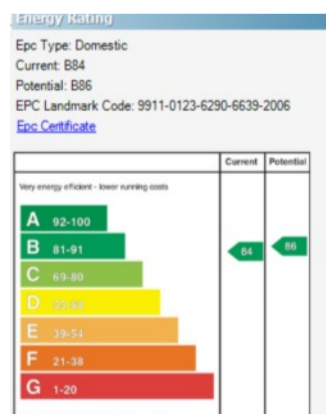 Energy Rating
Epc Type: Domestic
Current: B84
Potential: B86
EPC Landmark Code: 9911-0123-6290-6639-2006
Epc Certificate
Current Potential
Very energy efficient - lower running costs
A 92-100
B 81-91 84 86
C 69-80
D 55-68
E 39-54
F 21-38
G 1-20